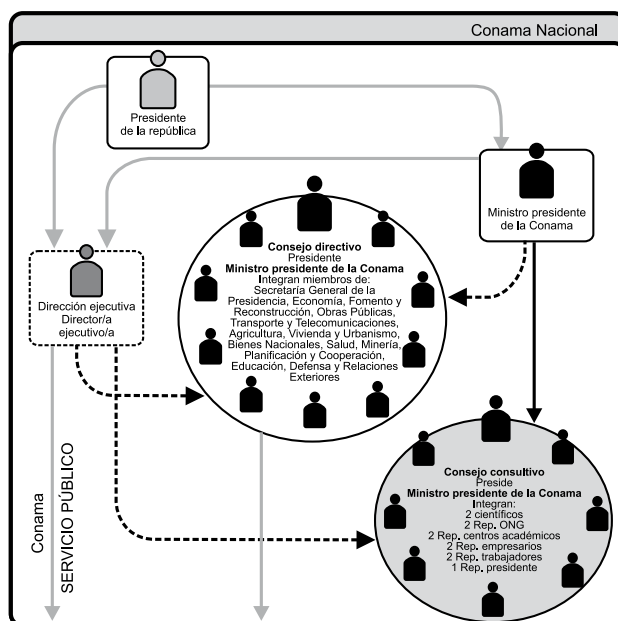 Conama Nacional
Presidente
de la república
Ministro presidente
de la Conama
Dirección ejecutiva
Director/a
ejecutivo/a
Consejo directivo
Presidente
Ministro presidente de la Conama
Integran miembros de:
Secretaría General de la
Presidencia, Economía, Fomento y
Reconstrucción, Obras Públicas,
Transporte y Telecomunicaciones,
Agricultura, Vivienda y Urbanismo,
Bienes Nacionales, Salud, Minería,
Planificación y Cooperación,
Educación, Defensa y Relaciones
Exteriores
Consejo consultivo
Preside
Ministro presidente de la Conama
Integran:
2 científicos
2 Rep. ONG
2 Rep. centros académicos
2 Rep. empresarios
2 Rep. trabajadores
1 Rep. presidente
Conama
SERVICIO PÚBLICO